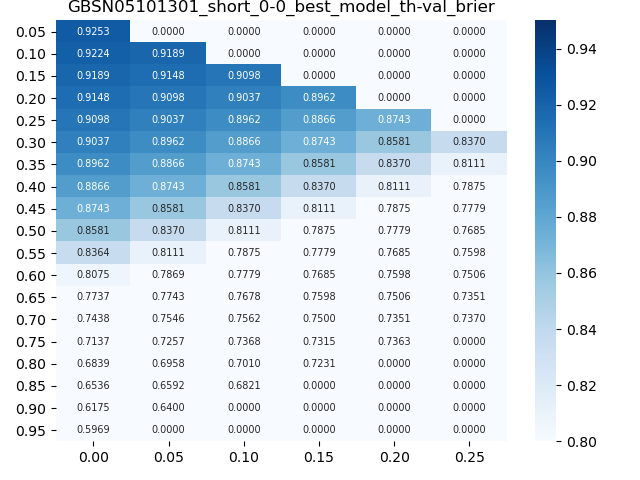 GBSN05101301_short_0-0_best_model_th-val_brier
0.05 0.9253 0.0000 0.0000 0.0000 0.0000 0.0000
0.10 0.9224 0.9189 0.0000 0.0000 0.0000 0.0000
0.15 0.9189 0.9148 0.9098 0.0000 0.0000 0.0000
0.20 0.9148 0.9098 0.9037 0.8962 0.0000 0.0000
0.25 0.9098 0.9037 0.8962 0.8866 0.8743 0.0000
0.30 0.9037 0.8962 0.8866 0.8743 0.8581 0.8370
0.35 0.8962 0.8866 0.8743 0.8581 0.8370 0.8111
0.40 0.8866 0.8743 0.8581 0.8370 0.8111 0.7875
0.45 0.8743 0.8581 0.8370 0.8111 0.7875 0.7779
0.50 0.8581 0.8370 0.8111 0.7875 0.7779 0.7685
0.55 0.8364 0.8111 0.7875 0.7779 0.7685 0.7598
0.60 0.8075 0.7869 0.7779 0.7685 0.7598 0.7506
0.65 0.7737 0.7743 0.7678 0.7598 0.7506 0.7351
0.70 0.7438 0.7546 0.7562 0.7500 0.7351 0.7370
0.75 0.7137 0.7257 0.7368 0.7315 0.7363 0.0000
0.80 0.6839 0.6958 0.7010 0.7231 0.0000 0.0000
0.85 0.6536 0.6592 0.6821 0.0000 0.0000 0.0000
0.90 0.6175 0.6400 0.0000 0.0000 0.0000 0.0000
0.95 0.5969 0.0000 0.0000 0.0000 0.0000 0.0000
0.00 0.05 0.10 0.15 0.20 0.25
0.94
0.92
0.90
0.88
0.86
0.84
0.82
0.80